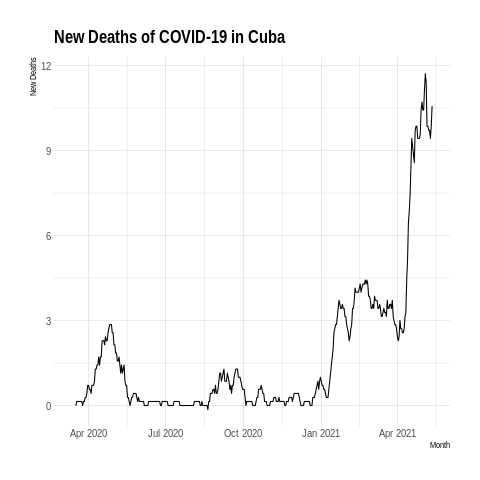 New Deaths of COVID-19 in Cuba
New Deaths
12
9
6
3
0
Apr 2020 Jul 2020 Oct 2020 Jan 2021 Apr 2021
Month